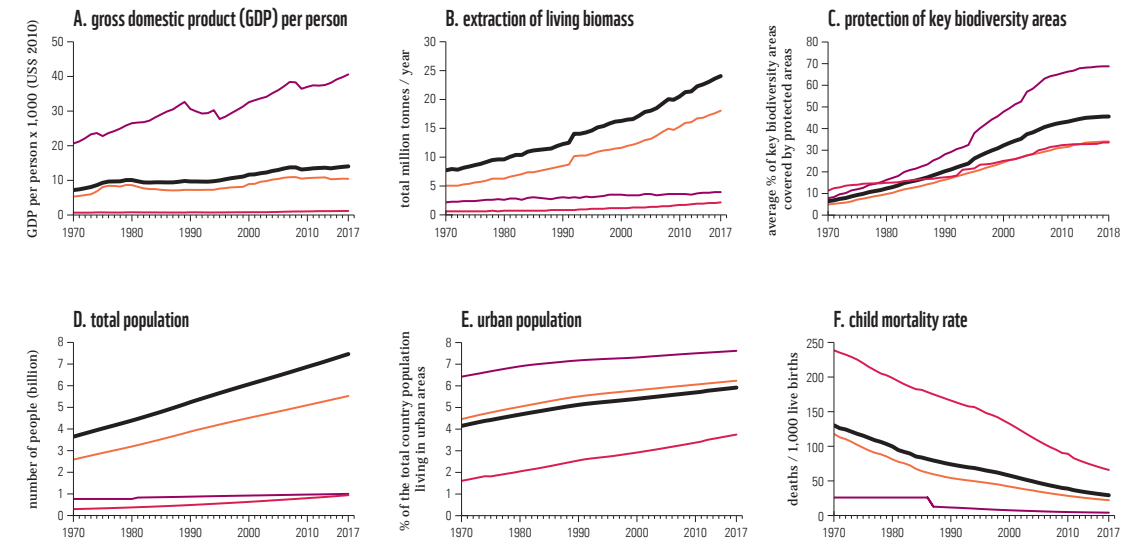 A. gross domestic product (GDP) per person
GDP per person x 1,000 (US$ 2010)
50
40
30
20
10
0
1970 1980 1990 2000 2010 2017
B. extraction of living biomass
total million tonnes / year
30
25
20
15
10
5
0
1970 1980 1990 2000 2010 2017
C. protection of key biodiversity areas
average % of key biodiversity areas
covered by protected areas
80
70
60
50
40
30
20
10
0
1970 1980 1990 2000 2010 2018
D. total population
number of people (billion)
8
7
6
5
4
3
2
1
0
1970 1980 1990 2000 2010 2017
E. urban population
% of the total country population
living in urban areas
8
7
6
5
4
3
2
1
0
1970 1980 1990 2000 2010 2017
F. child mortality rate
deaths / 1,000 live births
250
200
150
100
50
0
1970 1980 1990 2000 2010 2017